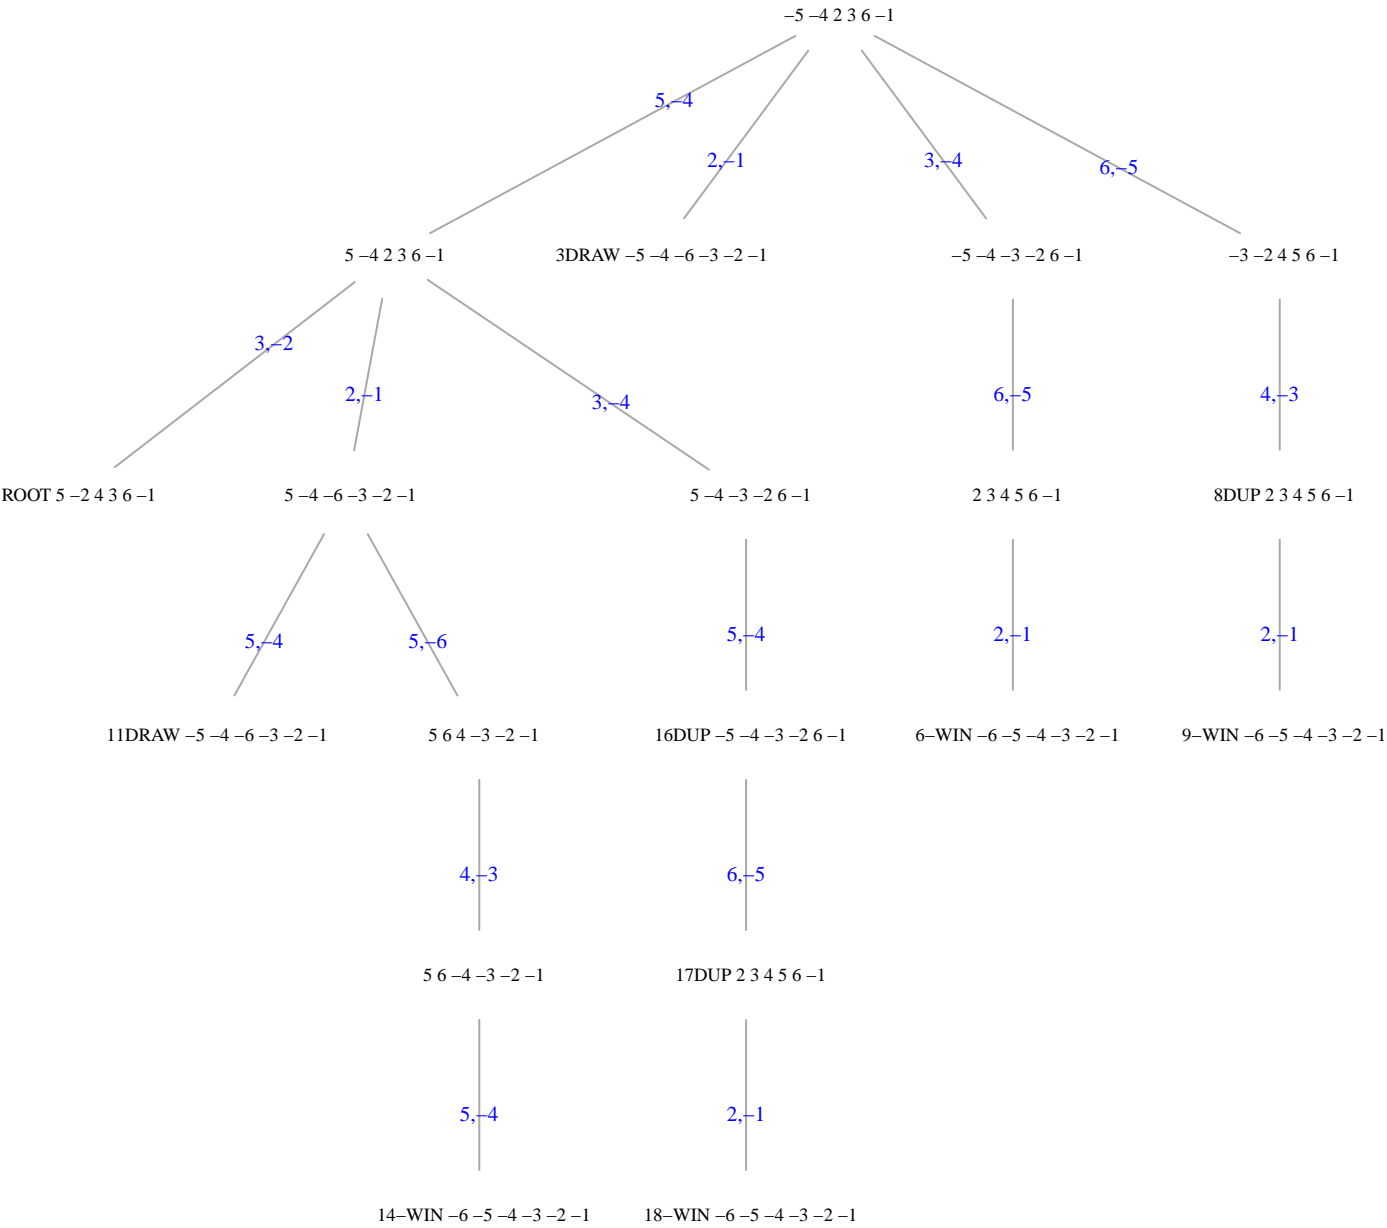 –5 –4 2 3 6 –1
5,–4
2,–1
3,–4
6,–5
5 –4 2 3 6 –1
3DRAW –5 –4 –6 –3 –2 –1
–5 –4 –3 –2 6 –1
–3 –2 4 5 6 –1
3,–2
2,–1
3,–4
6,–5
4,–3
ROOT 5 –2 4 3 6 –1
5 –4 –6 –3 –2 –1
5 –4 –3 –2 6 –1
2 3 4 5 6 –1
8DUP 2 3 4 5 6 –1
5,–4
5,–6
5,–4
2,–1
2,–1
11DRAW –5 –4 –6 –3 –2 –1
5 6 4 –3 –2 –1
16DUP –5 –4 –3 –2 6 –1
6–WIN –6 –5 –4 –3 –2 –1
9–WIN –6 –5 –4 –3 –2 –1
4,–3
6,–5
5 6 –4 –3 –2 –1
17DUP 2 3 4 5 6 –1
5,–4
2,–1
14–WIN –6 –5 –4 –3 –2 –1
18–WIN –6 –5 –4 –3 –2 –1